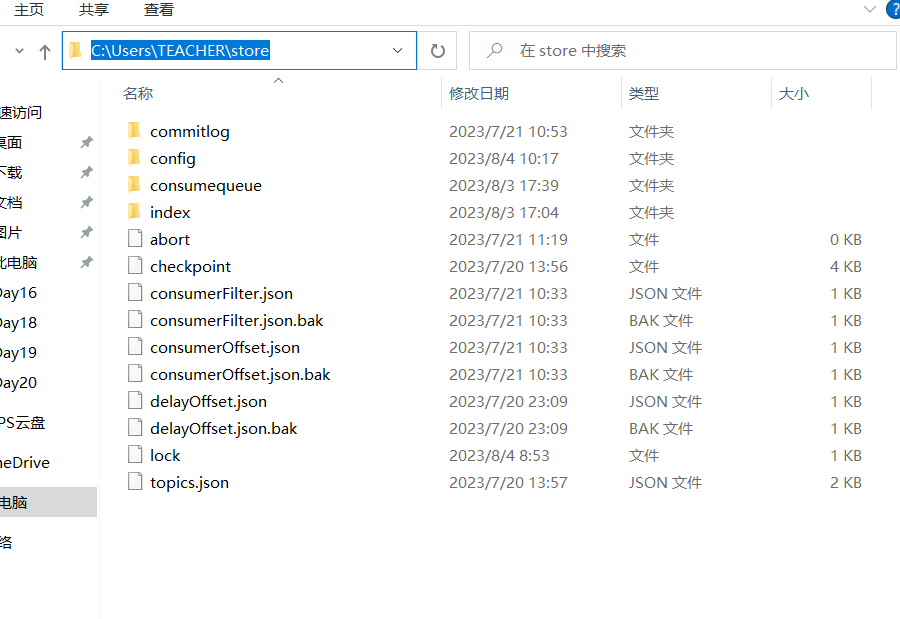 主页 共享 查看
C:\Users\TEACHER\store
在 store 中搜索
名称 修改日期 类型 大小
速访问
桌面
下载
文档
图片
此电脑
Day16
Day18
Day19
Day20
PS云盘
neDrive
电脑
络
commitlog 2023/7/21 10:53 文件夹
config 2023/8/4 10:17 文件夹
consumequeue 2023/8/3 17:39 文件夹
index 2023/8/3 17:04 文件夹
abort 2023/7/21 11:19 文件 0 KB
checkpoint 2023/7/20 13:56 文件 4 KB
consumerFilter.json 2023/7/21 10:33 JSON 文件 1 KB
consumerFilter.json.bak 2023/7/21 10:33 BAK 文件 1 KB
consumerOffset.json 2023/7/21 10:33 JSON 文件 1 KB
consumerOffset.json.bak 2023/7/21 10:33 BAK 文件 1 KB
delayOffset.json 2023/7/20 23:09 JSON 文件 1 KB
delayOffset.json.bak 2023/7/20 23:09 BAK 文件 1 KB
lock 2023/8/4 8:53 文件 1 KB
topics.json 2023/7/20 13:57 JSON 文件 2 KB